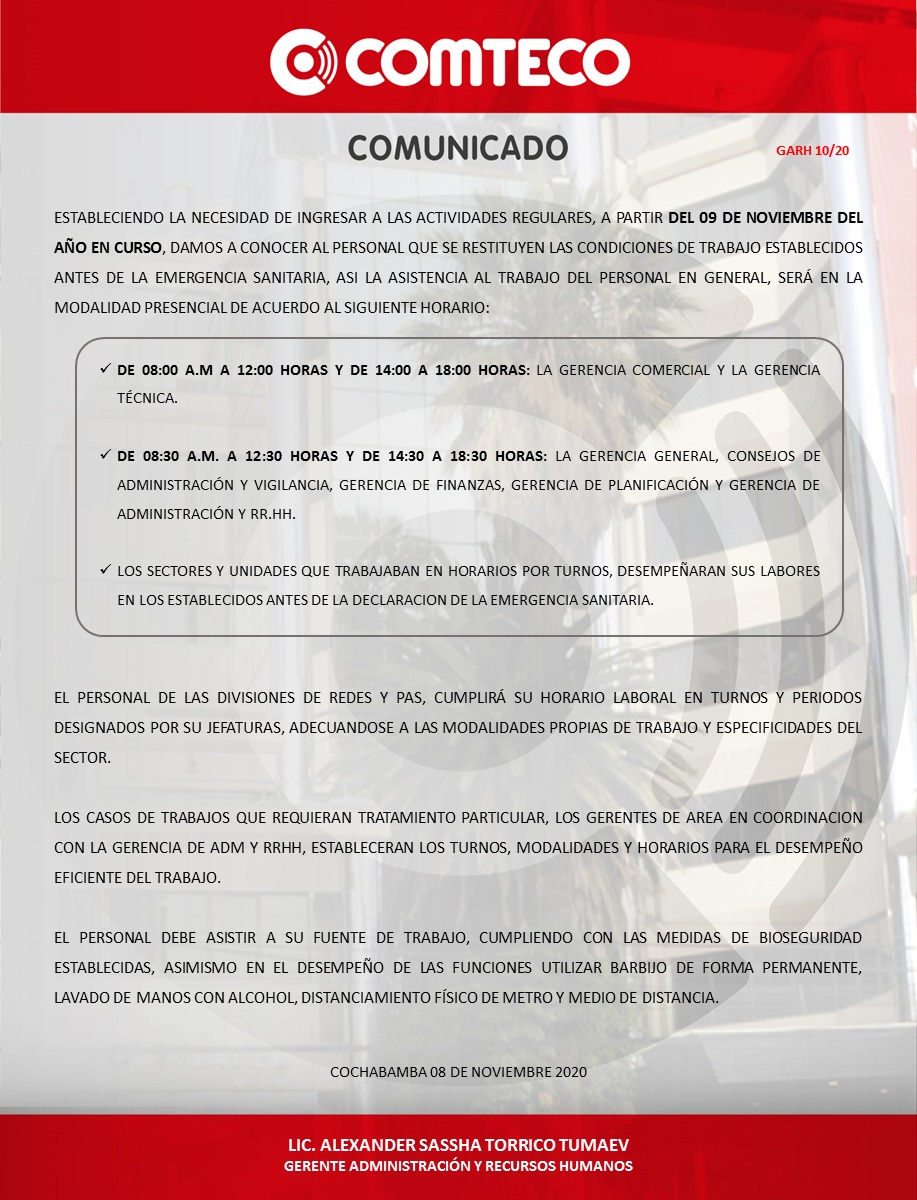 COMTECO
COMUNICADO
GARH 10/20
ESTABLECIENDO LA NECESIDAD DE INGRESAR A LAS ACTIVIDADES REGULARES, A PARTIR DEL 09 DE NOVIEMBRE DEL
AÑO EN CURSO, DAMOS A CONOCER AL PERSONAL QUE SE RESTITUYEN LAS CONDICIONES DE TRABAJO ESTABLECIDOS
ANTES DE LA EMERGENCIA SANITARIA, ASI LA ASISTENCIA AL TRABAJO DEL PERSONAL EN GENERAL, SERÁ EN LA
MODALIDAD PRESENCIAL DE ACUERDO AL SIGUIENTE HORARIO:
✓ DE 08:00 A.M A 12:00 HORAS Y DE 14:00 A 18:00 HORAS: LA GERENCIA COMERCIAL Y LA GERENCIA
TÉCNICA.
✓ DE 08:30 A.M. A 12:30 HORAS Y DE 14:30 A 18:30 HORAS: LA GERENCIA GENERAL, CONSEJOS DE
ADMINISTRACIÓN Y VIGILANCIA, GERENCIA DE FINANZAS, GERENCIA DE PLANIFICACIÓN Y GERENCIA DE
ADMINISTRACIÓN Y RR.HH.
✓ LOS SECTORES Y UNIDADES QUE TRABAJABAN EN HORARIOS POR TURNOS, DESEMPEÑARAN SUS LABORES
EN LOS ESTABLECIDOS ANTES DE LA DECLARACION DE LA EMERGENCIA SANITARIA.
EL PERSONAL DE LAS DIVISIONES DE REDES Y PAS, CUMPLIRÁ SU HORARIO LABORAL EN TURNOS Y PERIODOS
DESIGNADOS POR SU JEFATURAS, ADECUANDOSE A LAS MODALIDADES PROPIAS DE TRABAJO Y ESPECIFICIDADES DEL
SECTOR.
LOS CASOS DE TRABAJOS QUE REQUIERAN TRATAMIENTO PARTICULAR, LOS GERENTES DE AREA EN COORDINACION
CON LA GERENCIA DE ADM Y RRHH, ESTABLECERAN LOS TURNOS, MODALIDADES Y HORARIOS PARA EL DESEMPEÑO
EFICIENTE DEL TRABAJO.
EL PERSONAL DEBE ASISTIR A SU FUENTE DE TRABAJO, CUMPLIENDO CON LAS MEDIDAS DE BIOSEGURIDAD
ESTABLECIDAS, ASIMISMO EN EL DESEMPEÑO DE LAS FUNCIONES UTILIZAR BARBIJO DE FORMA PERMANENTE,
LAVADO DE MANOS CON ALCOHOL, DISTANCIAMIENTO FÍSICO DE METRO Y MEDIO DE DISTANCIA.
COCHABAMBA 08 DE NOVIEMBRE 2020
LIC. ALEXANDER SASSHA TORRICO TUMAEV
GERENTE ADMINISTRACIÓN Y RECURSOS HUMANOS